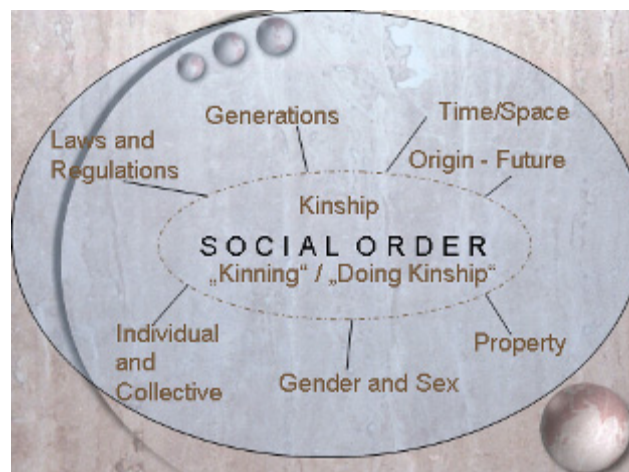 Generations
Time/Space
Laws and
Regulations
Origin - Future
Kinship
SOCIAL ORDER
„Kinning“ / „Doing Kinship“
Individual
and
Collective
Gender and Sex
Property